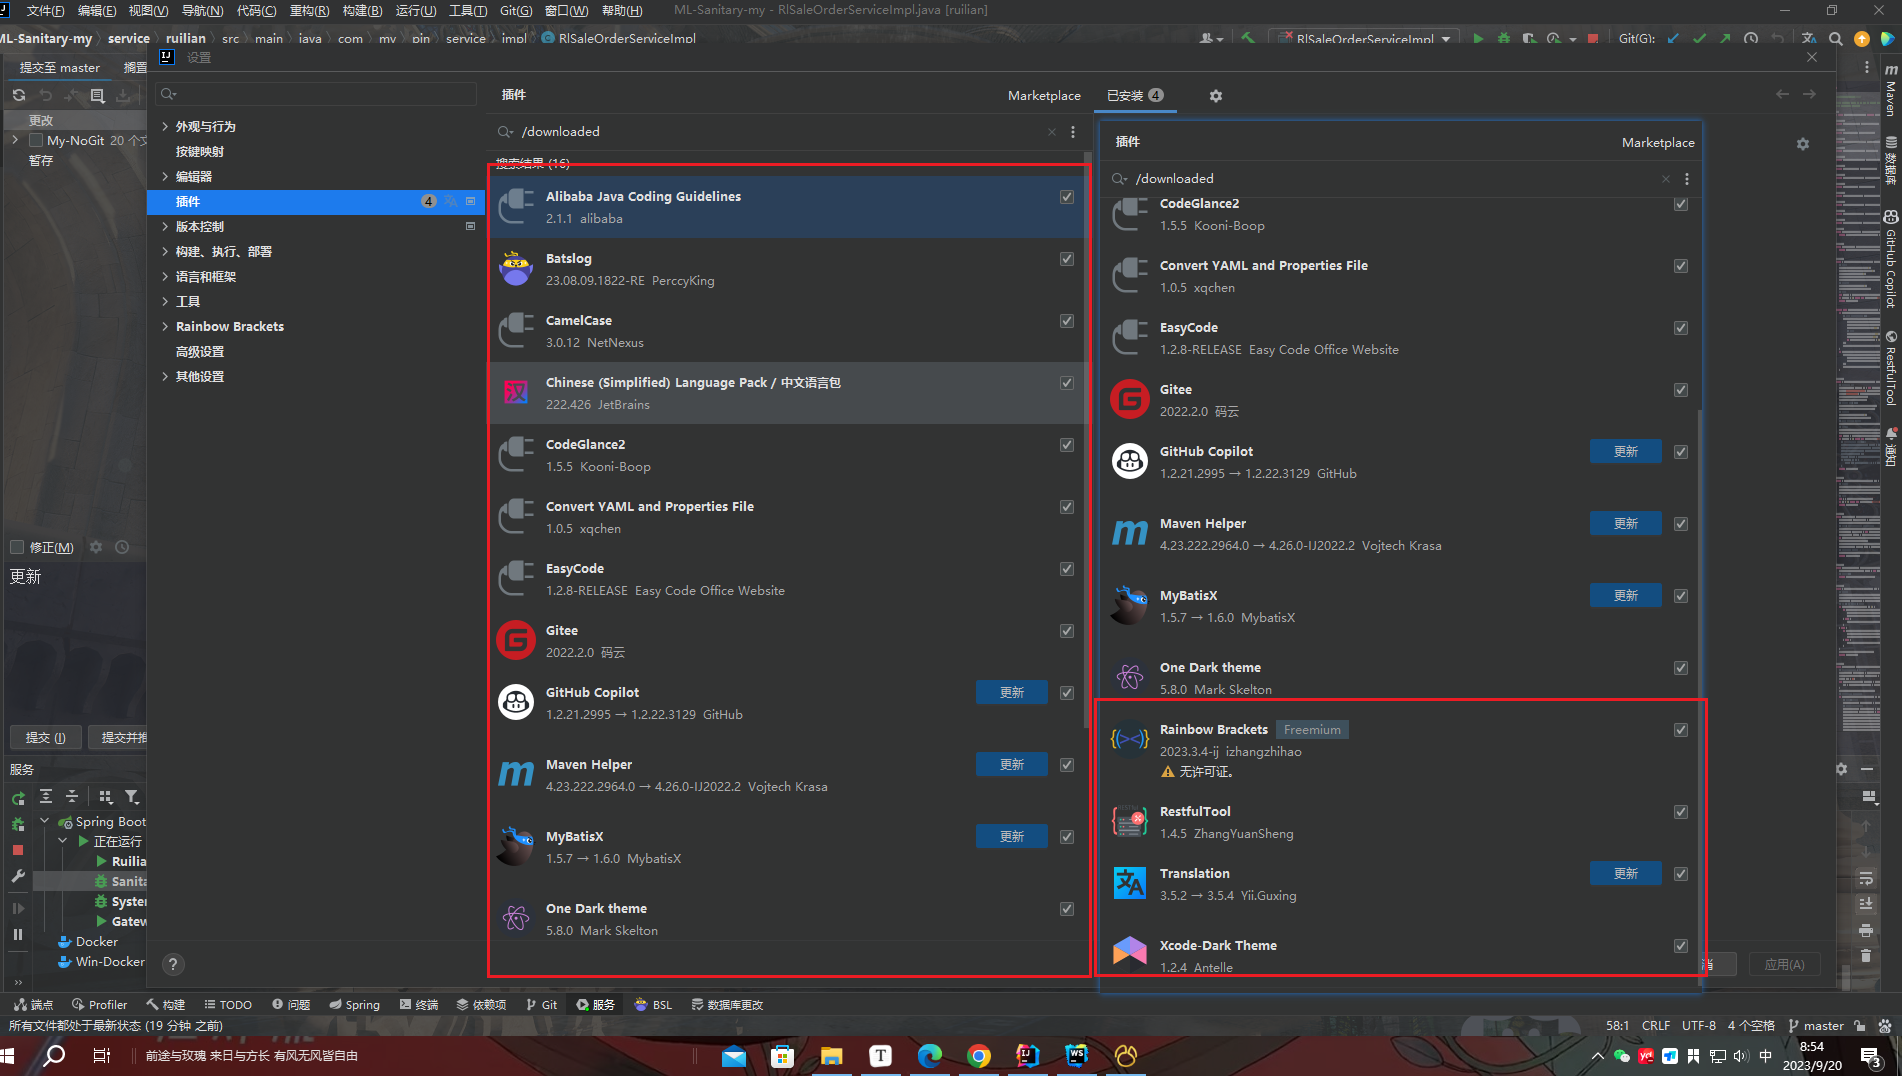 文件(F) 编辑(E) 视图(V) 导航(N) 代码(C) 重构(R) 构建(B) 运行(U) 工具(T) Git(G) 窗口(W) 帮助(H) ML-Sanitary-my - RlSaleOrderServiceImpl.java [ruilian]
ML-Sanitary-my service ruilian src main java com my pin service impl RlSaleOrderServiceImpl
RlSaleOrderServiceImpl Git(G):
提交至 master 搁置
更改
My-NoGit 20 个文
暂存
修正(M)
更新
提交 (I) 提交并推
服务
Spring Boot
正在运行
Ruilia
Sanita
Syster
Gatew
Docker
Win-Docker
设置
外观与行为
按键映射
编辑器
插件 4
版本控制
构建、执行、部署
语言和框架
工具
Rainbow Brackets
高级设置
其他设置
?
插件 Marketplace 已安装 4
/downloaded
搜索结果 (16)
Alibaba Java Coding Guidelines
2.1.1 alibaba
Batslog
23.08.09.1822-RE PerccyKing
CamelCase
3.0.12 NetNexus
Chinese (Simplified) Language Pack / 中文语言包
222.426 JetBrains
CodeGlance2
1.5.5 Kooni-Boop
Convert YAML and Properties File
1.0.5 xqchen
EasyCode
1.2.8-RELEASE Easy Code Office Website
Gitee
2022.2.0 码云
GitHub Copilot 更新
1.2.21.2995 → 1.2.22.3129 GitHub
Maven Helper 更新
4.23.222.2964.0 → 4.26.0-IJ2022.2 Vojtech Krasa
MyBatisX 更新
1.5.7 → 1.6.0 MybatisX
One Dark theme
5.8.0 Mark Skelton
插件 Marketplace
/downloaded
CodeGlance2
1.5.5 Kooni-Boop
Convert YAML and Properties File
1.0.5 xqchen
EasyCode
1.2.8-RELEASE Easy Code Office Website
Gitee
2022.2.0 码云
GitHub Copilot 更新
1.2.21.2995 → 1.2.22.3129 GitHub
Maven Helper 更新
4.23.222.2964.0 → 4.26.0-IJ2022.2 Vojtech Krasa
MyBatisX 更新
1.5.7 → 1.6.0 MybatisX
One Dark theme
5.8.0 Mark Skelton
Rainbow Brackets Freemium
2023.3.4-ij izhangzhihao
无许可证。
RestfulTool
1.4.5 ZhangYuanSheng
Translation 更新
3.5.2 → 3.5.4 Yii.Guxing
Xcode-Dark Theme
1.2.4 Antelle
消 应用(A)
Maven
数据库
GitHub Copilot
RestfulTool
通知
端点 Profiler 构建 TODO 问题 Spring 终端 依赖项 Git 服务 BSL 数据库更改
所有文件都处于最新状态 (19 分钟 之前) 58:1 CRLF UTF-8 4 个空格 master
前途与玫瑰 来日与方长 有风无风皆自由
中 8:54
2023/9/20 3